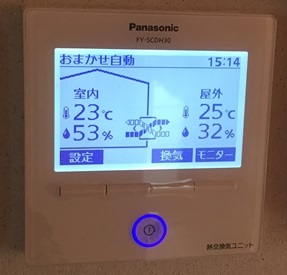 Panasonic
FY-SCDH30
おまかせ自動 15:14
室内 屋外
23℃ 25℃
53% 32%
設定 換気 モニター
熱交換気ユニット